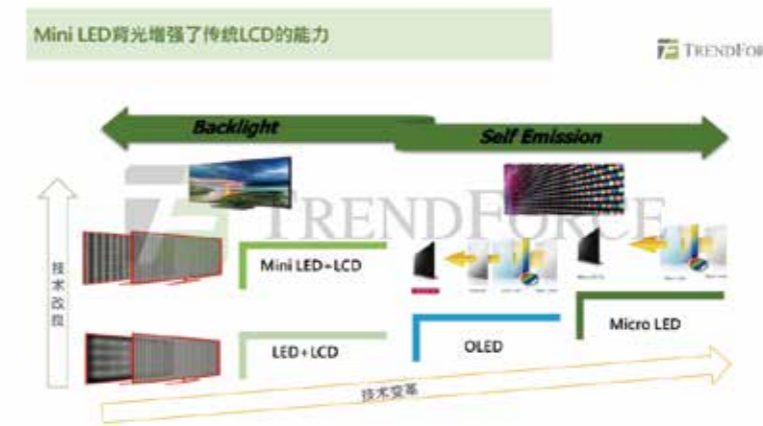 Mini LED背光增强了传统LCD的能力
TRENDFOR
Backlight
Self Emission
TRENDFORCE
技术改良
Mini LED+LCD
LED+LCD
OLED
Micro LED
技术变革